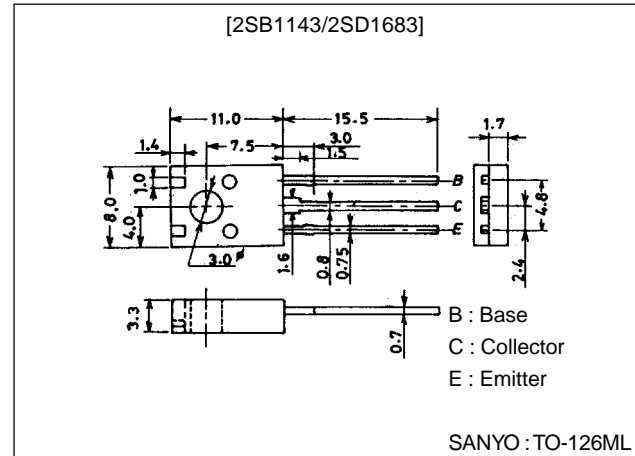 [2SB1143/2SD1683]
11.0
15.5
1.4
7.5
3.0
1.5
1.7
1.0
8.0
4.0
B
C
E
4.8
2.4
3.0ϕ
1.6
0.8
0.75
3.3
0.7
B : Base
C : Collector
E : Emitter
SANYO : TO-126ML